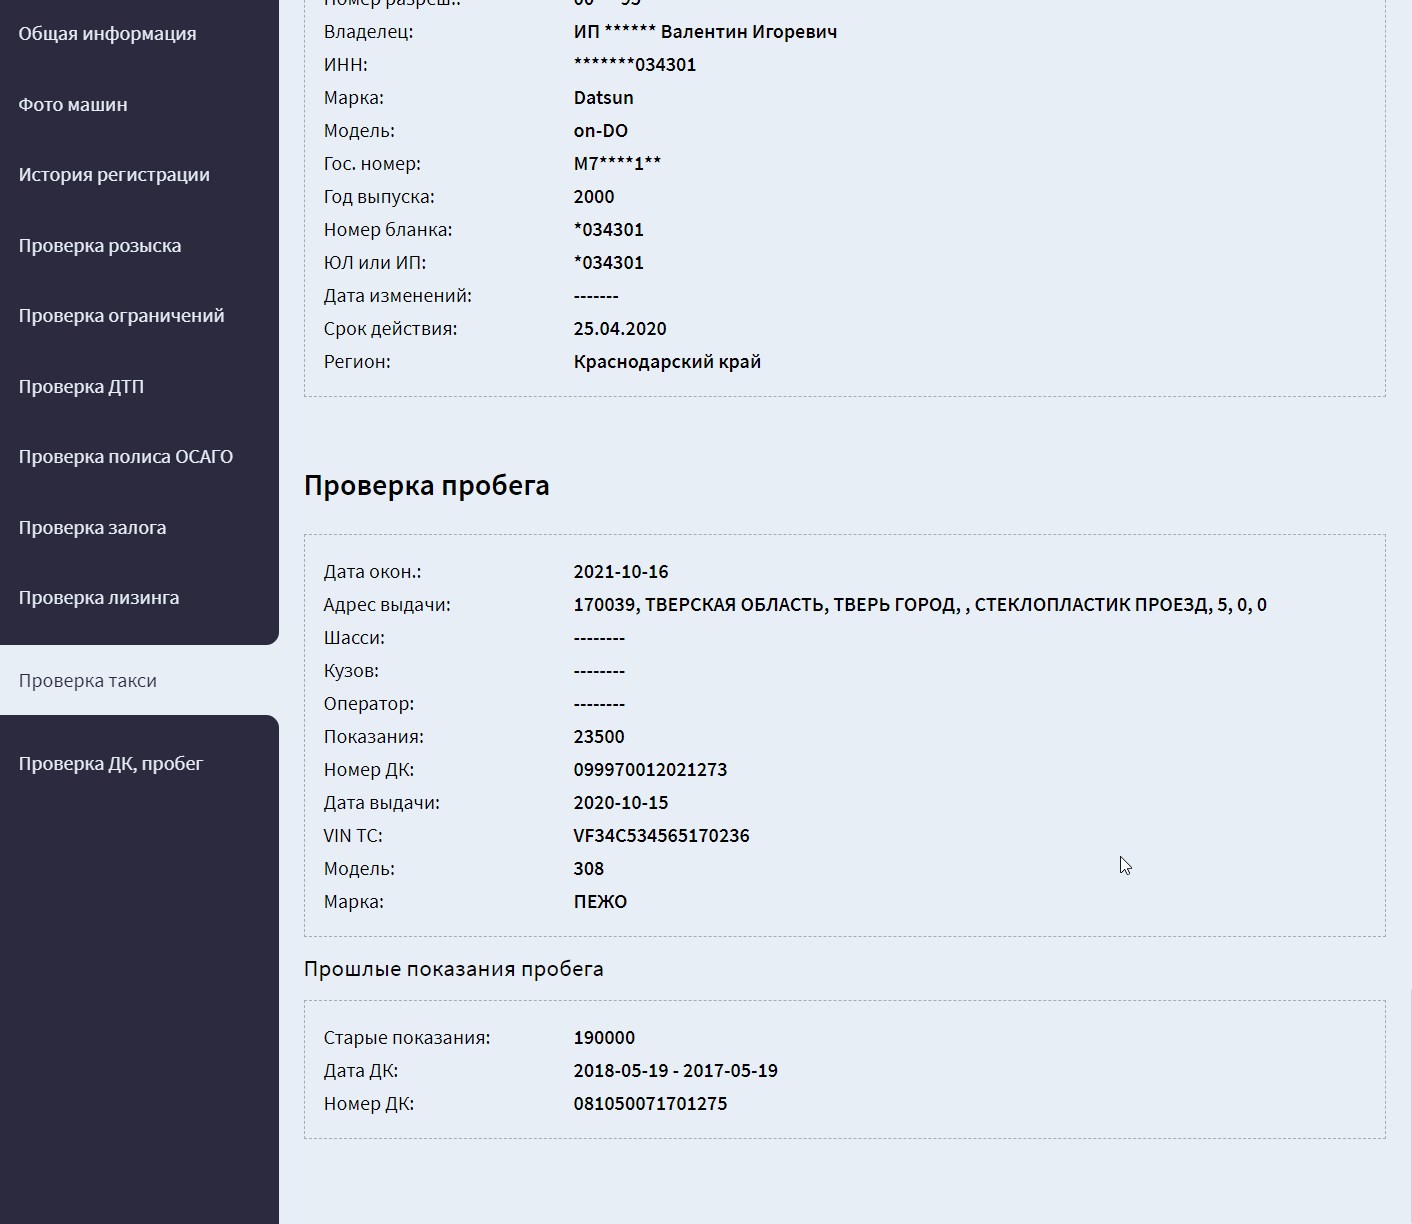 Общая информация
Фото машин
История регистрации
Проверка розыска
Проверка ограничений
Проверка ДТП
Проверка полиса ОСАГО
Проверка залога
Проверка лизинга
Проверка такси
Проверка ДК, пробег
Номер разреш.:
Владелец: ИП ****** Валентин Игоревич
ИНН: *******034301
Марка: Datsun
Модель: on-DO
Гос. номер: М7****1**
Год выпуска: 2000
Номер бланка: *034301
ЮЛ или ИП: *034301
Дата изменений: -------
Срок действия: 25.04.2020
Регион: Краснодарский край
Проверка пробега
Дата окон.: 2021-10-16
Адрес выдачи: 170039, ТВЕРСКАЯ ОБЛАСТЬ, ТВЕРЬ ГОРОД, , СТЕКЛОПЛАСТИК ПРОЕЗД, 5, 0, 0
Шасси: --------
Кузов: --------
Оператор: --------
Показания: 23500
Номер ДК: 099970012021273
Дата выдачи: 2020-10-15
VIN ТС: VF34C534565170236
Модель: 308
Марка: ПЕЖО
Прошлые показания пробега
Старые показания: 190000
Дата ДК: 2018-05-19 - 2017-05-19
Номер ДК: 081050071701275